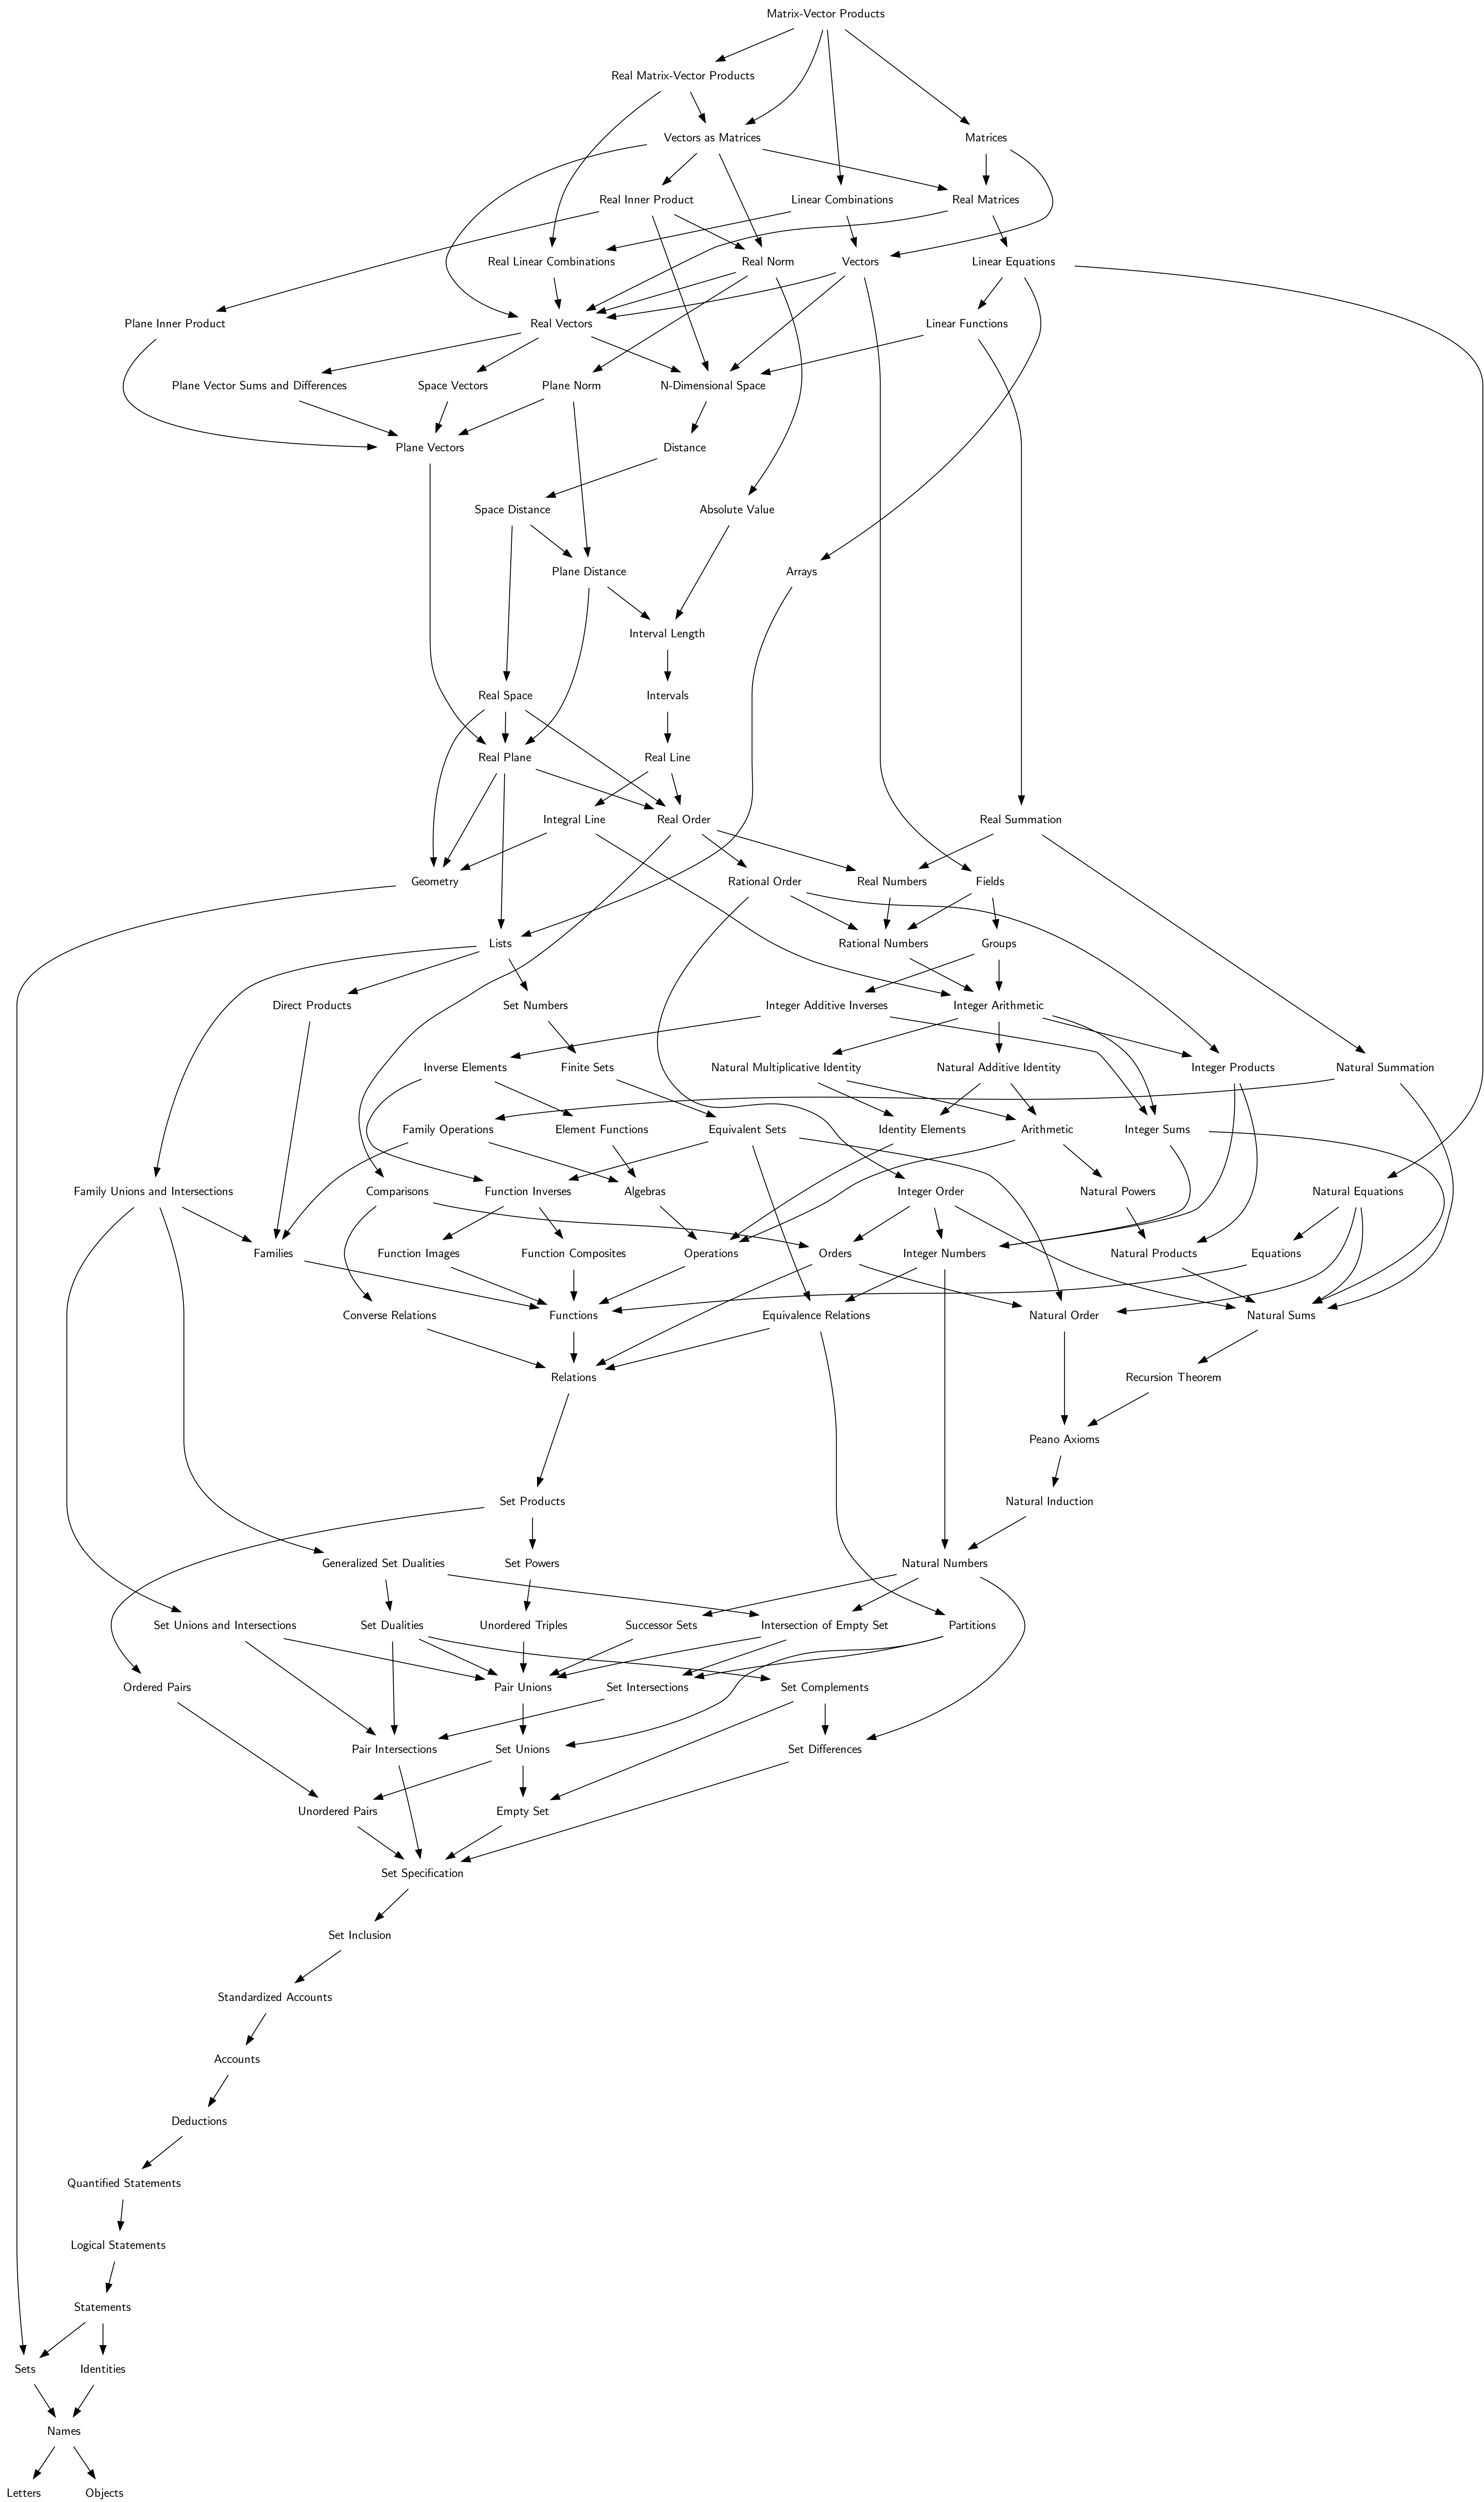 Matrix-Vector Products
Real Matrix-Vector Products
Vectors as Matrices
Matrices
Real Inner Product
Linear Combinations
Real Matrices
Real Linear Combinations
Real Norm
Vectors
Linear Equations
Plane Inner Product
Real Vectors
Linear Functions
Plane Vector Sums and Differences
Space Vectors
Plane Norm
N-Dimensional Space
Plane Vectors
Distance
Space Distance
Absolute Value
Plane Distance
Arrays
Interval Length
Real Space
Intervals
Real Plane
Real Line
Integral Line
Real Order
Real Summation
Geometry
Rational Order
Real Numbers
Fields
Lists
Rational Numbers
Groups
Direct Products
Set Numbers
Integer Additive Inverses
Integer Arithmetic
Inverse Elements
Finite Sets
Natural Multiplicative Identity
Natural Additive Identity
Integer Products
Natural Summation
Family Operations
Element Functions
Equivalent Sets
Identity Elements
Arithmetic
Integer Sums
Family Unions and Intersections
Comparisons
Function Inverses
Algebras
Integer Order
Natural Powers
Natural Equations
Families
Function Images
Function Composites
Operations
Orders
Integer Numbers
Natural Products
Equations
Converse Relations
Functions
Equivalence Relations
Natural Order
Natural Sums
Relations
Recursion Theorem
Peano Axioms
Set Products
Natural Induction
Generalized Set Dualities
Set Powers
Natural Numbers
Set Unions and Intersections
Set Dualities
Unordered Triples
Successor Sets
Intersection of Empty Set
Partitions
Ordered Pairs
Pair Unions
Set Intersections
Set Complements
Pair Intersections
Set Unions
Set Differences
Unordered Pairs
Empty Set
Set Specification
Set Inclusion
Standardized Accounts
Accounts
Deductions
Quantified Statements
Logical Statements
Statements
Sets
Identities
Names
Letters
Objects